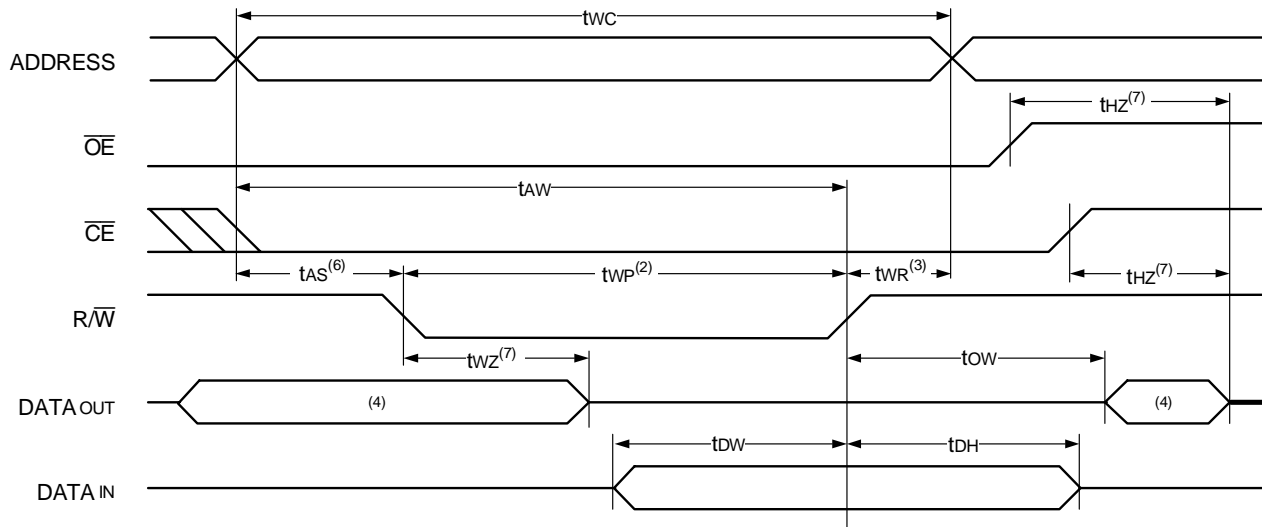 tWC
ADDRESS
tHZ(7)
OE
tAW
CE
tAS(6) tWP(2) tWR(3) tHZ(7)
R/W
tWZ(7) tOW
DATA OUT (4) (4)
tDW tDH
DATA IN